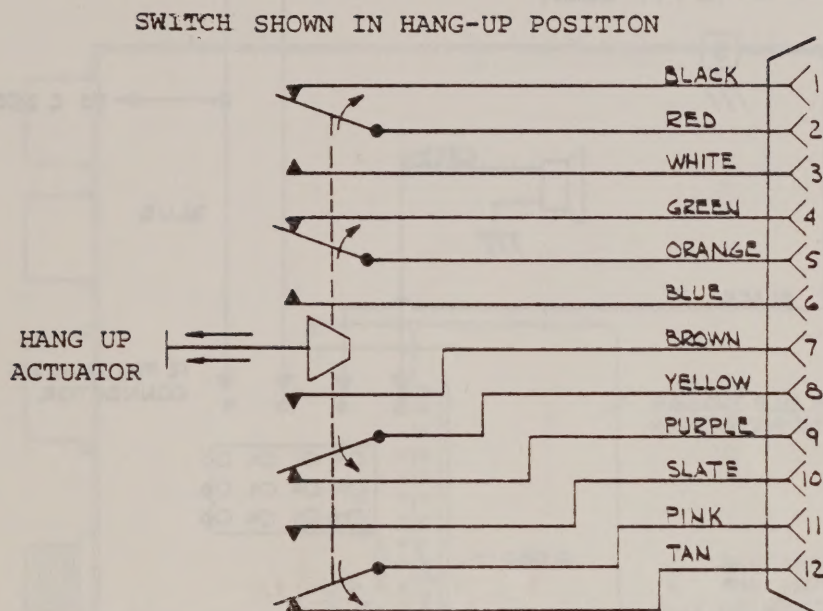 SWITCH SHOWN IN HANG-UP POSITION
BLACK 1
RED 2
WHITE 3
GREEN 4
ORANGE 5
BLUE 6
HANG UP
ACTUATOR
BROWN 7
YELLOW 8
PURPLE 9
SLATE 10
PINK 11
TAN 12